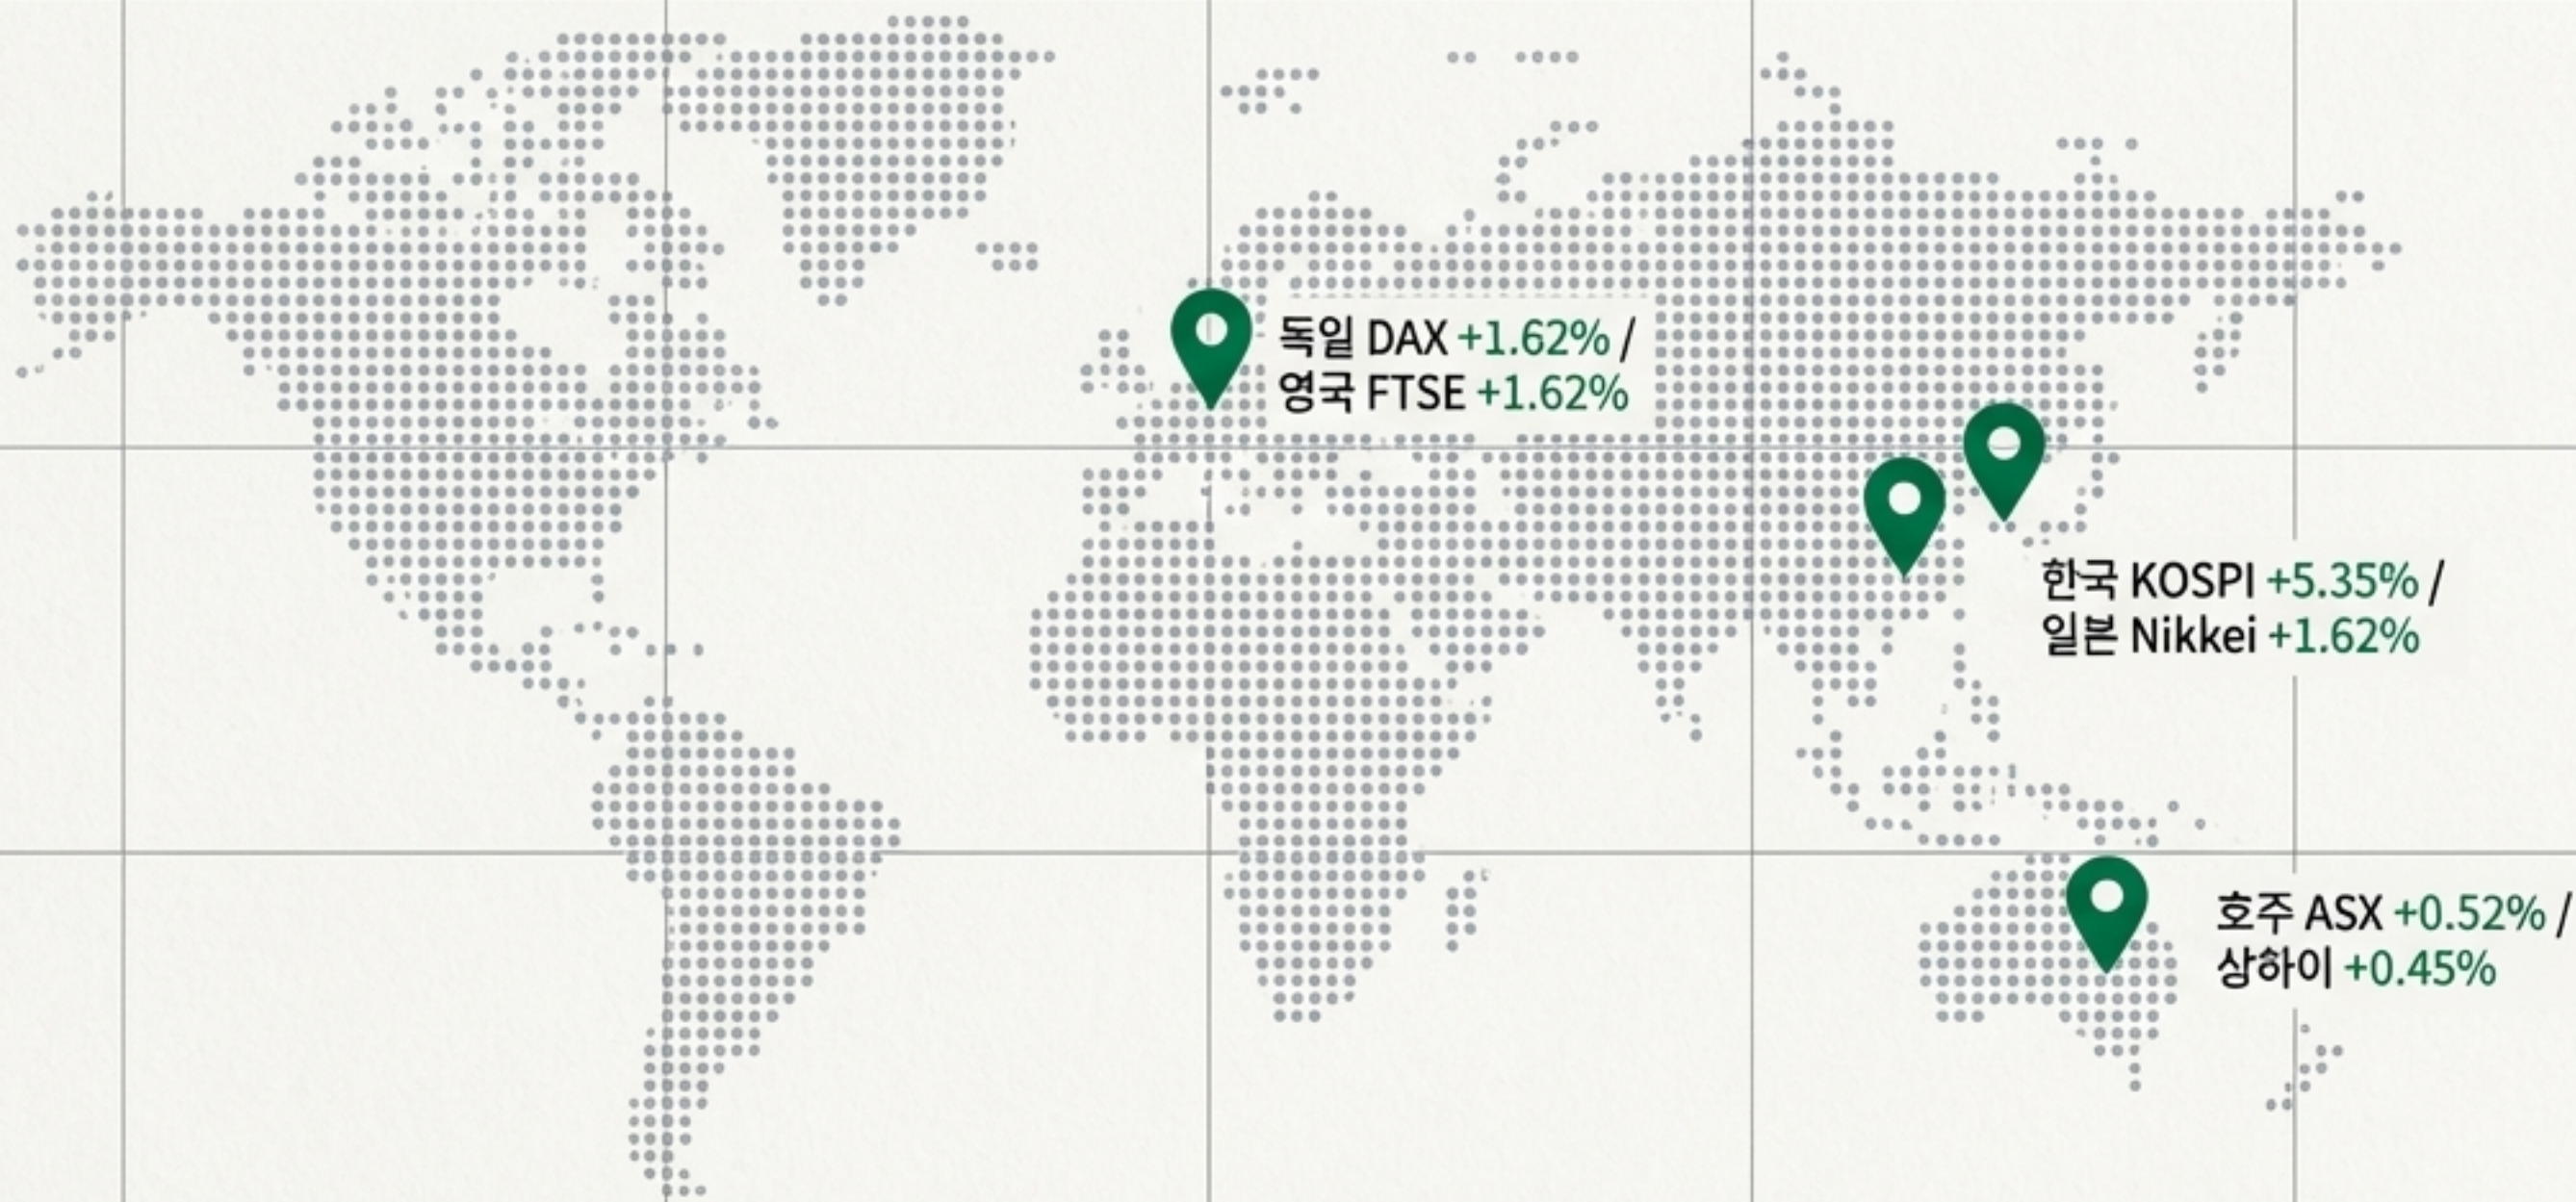 독일 DAX +1.62% /
영국 FTSE +1.62%
한국 KOSPI +5.35% /
일본 Nikkei +1.62%
호주 ASX +0.52% /
상하이 +0.45%